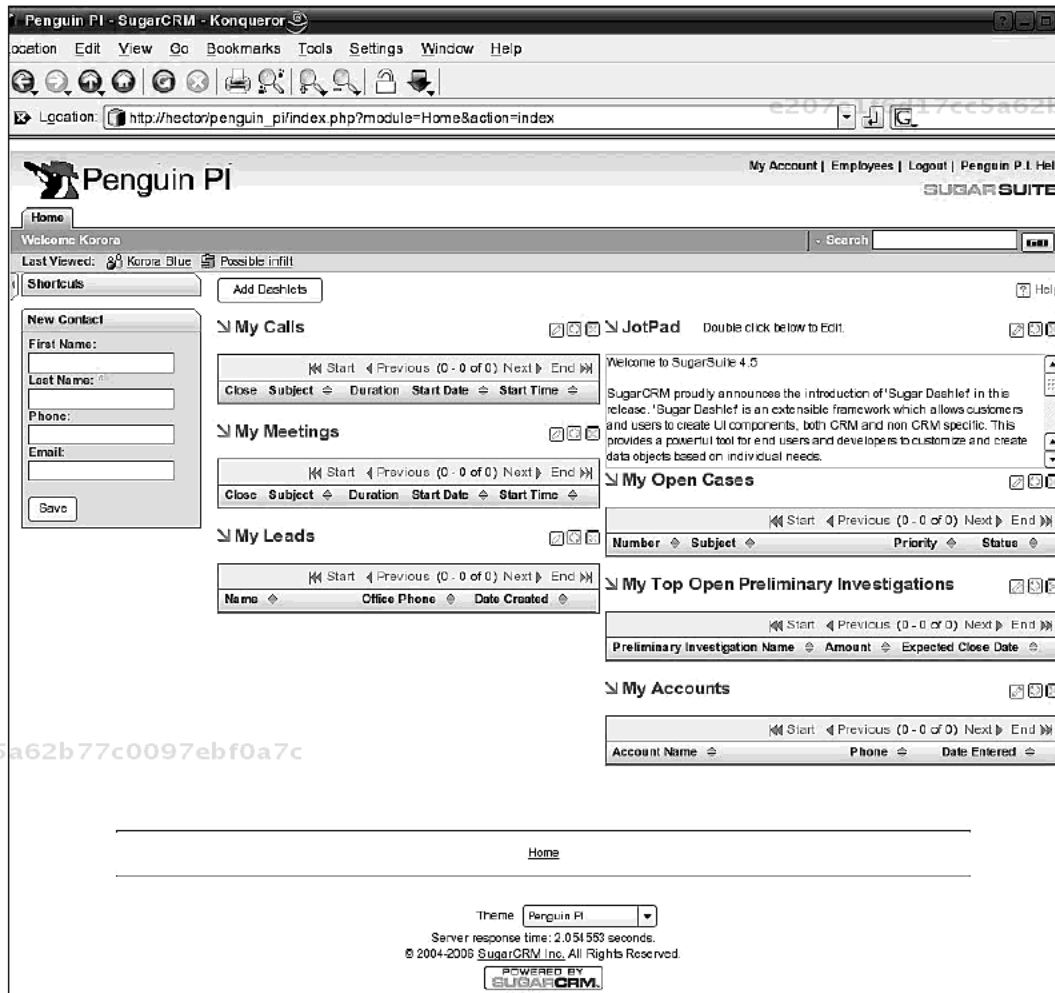 Penguin PI - SugarCRM - Konqueror
ocation Edit View Go Bookmarks Tools Settings Window Help
Location: http://hector/penguin_pi/index.php?module=Home&action=index
Penguin PI
My Account | Employees | Logout | Penguin P.I. Hel
SUGARSUITE
Home
Welcome Korora
Search
Last Viewed: Korora Blue Possible infilt
Shortcuts
Add Dashlets
Help
New Contact
First Name:
Last Name:
Phone:
Email:
Save
My Calls
Start Previous (0 - 0 of 0) Next End
Close Subject Duration Start Date Start Time
My Meetings
Start Previous (0 - 0 of 0) Next End
Close Subject Duration Start Date Start Time
My Leads
Start Previous (0 - 0 of 0) Next End
Name Office Phone Date Created
JotPad Double click below to Edit.
Welcome to SugarSuite 4.5
SugarCRM proudly announces the introduction of 'Sugar Dashlet' in this
release. 'Sugar Dashlet' is an extensible framework which allows customers
and users to create UI components, both CRM and non CRM specific. This
provides a powerful tool for end users and developers to customize and create
data objects based on individual needs.
My Open Cases
Start Previous (0 - 0 of 0) Next End
Number Subject Priority Status
My Top Open Preliminary Investigations
Start Previous (0 - 0 of 0) Next End
Preliminary Investigation Name Amount Expected Close Date
My Accounts
Start Previous (0 - 0 of 0) Next End
Account Name Phone Date Entered
5a62b77c0097ebf0a7c
Home
Theme Penguin PI
Server response time: 2.054553 seconds.
© 2004-2006 SugarCRM Inc. All Rights Reserved.
POWERED BY
SUGARCRM.